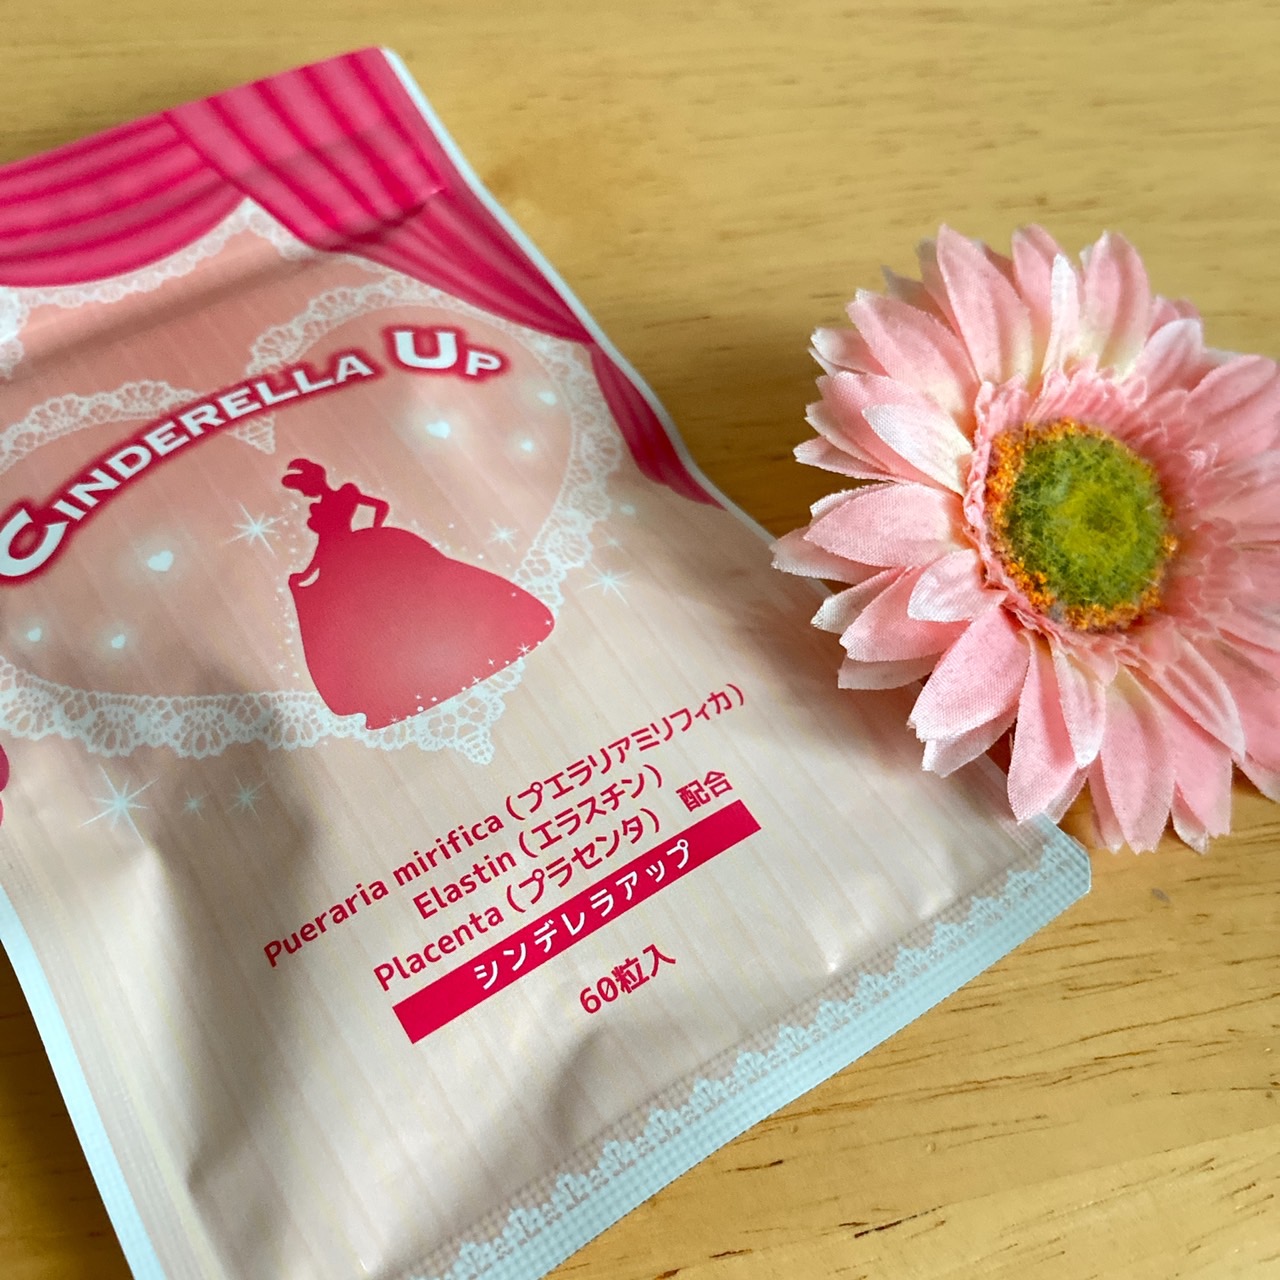 CINDERELLA UP
Pueraria mirifica（プエラリアミリフィカ）
Elastin（エラスチン）
Placenta（プラセンタ） 配合
シンデレラアップ
60粒入